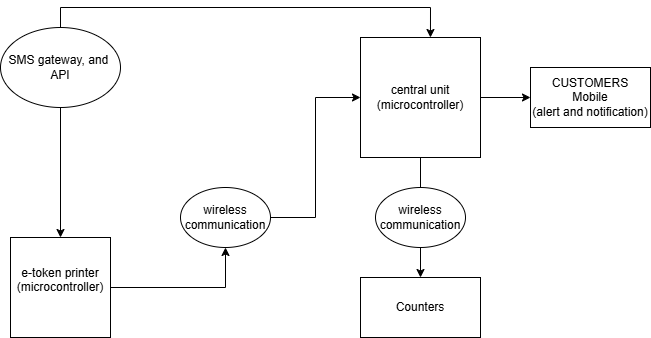 SMS gateway, and
API
central unit
(microcontroller)
CUSTOMERS
Mobile
(alert and notification)
wireless
communication
wireless
communication
e-token printer
(microcontroller)
Counters